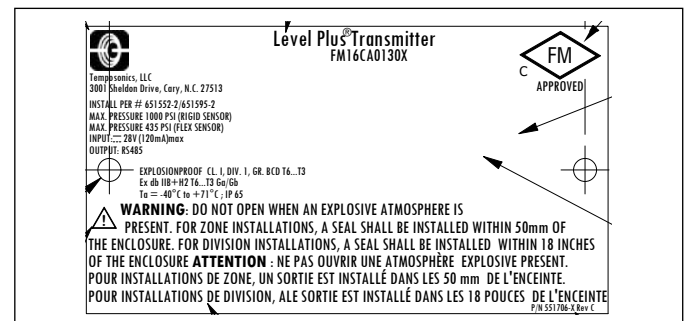 Level Plus® Transmitter
FM16CA0130X
FM
C
APPROVED
Temposonics, LLC
3001 Sheldon Drive, Cary, N.C. 27513
INSTALL PER # 651552-2/651595-2
MAX. PRESSURE 1000 PSI (RIGID SENSOR)
MAX. PRESSURE 435 PSI (FLEX SENSOR)
INPUT:⎓ 28V (120mA)max
OUTPUT: RS485
EXPLOSIONPROOF CL. I, DIV. 1, GR. BCD T6...T3
Ex db IIB+H2 T6...T3 Ga/Gb
Ta = -40°C to +71°C ; IP 65
WARNING: DO NOT OPEN WHEN AN EXPLOSIVE ATMOSPHERE IS
PRESENT. FOR ZONE INSTALLATIONS, A SEAL SHALL BE INSTALLED WITHIN 50mm OF
THE ENCLOSURE. FOR DIVISION INSTALLATIONS, A SEAL SHALL BE INSTALLED WITHIN 18 INCHES
OF THE ENCLOSURE ATTENTION : NE PAS OUVRIR UNE ATMOSPHÈRE EXPLOSIVE PRESENT.
POUR INSTALLATIONS DE ZONE, UN SORTIE EST INSTALLÉ DANS LES 50 mm DE L'ENCEINTE.
POUR INSTALLATIONS DE DIVISION, ALE SORTIE EST INSTALLÉ DANS LES 18 POUCES DE L'ENCEINTE
P/N 551706-X Rev C